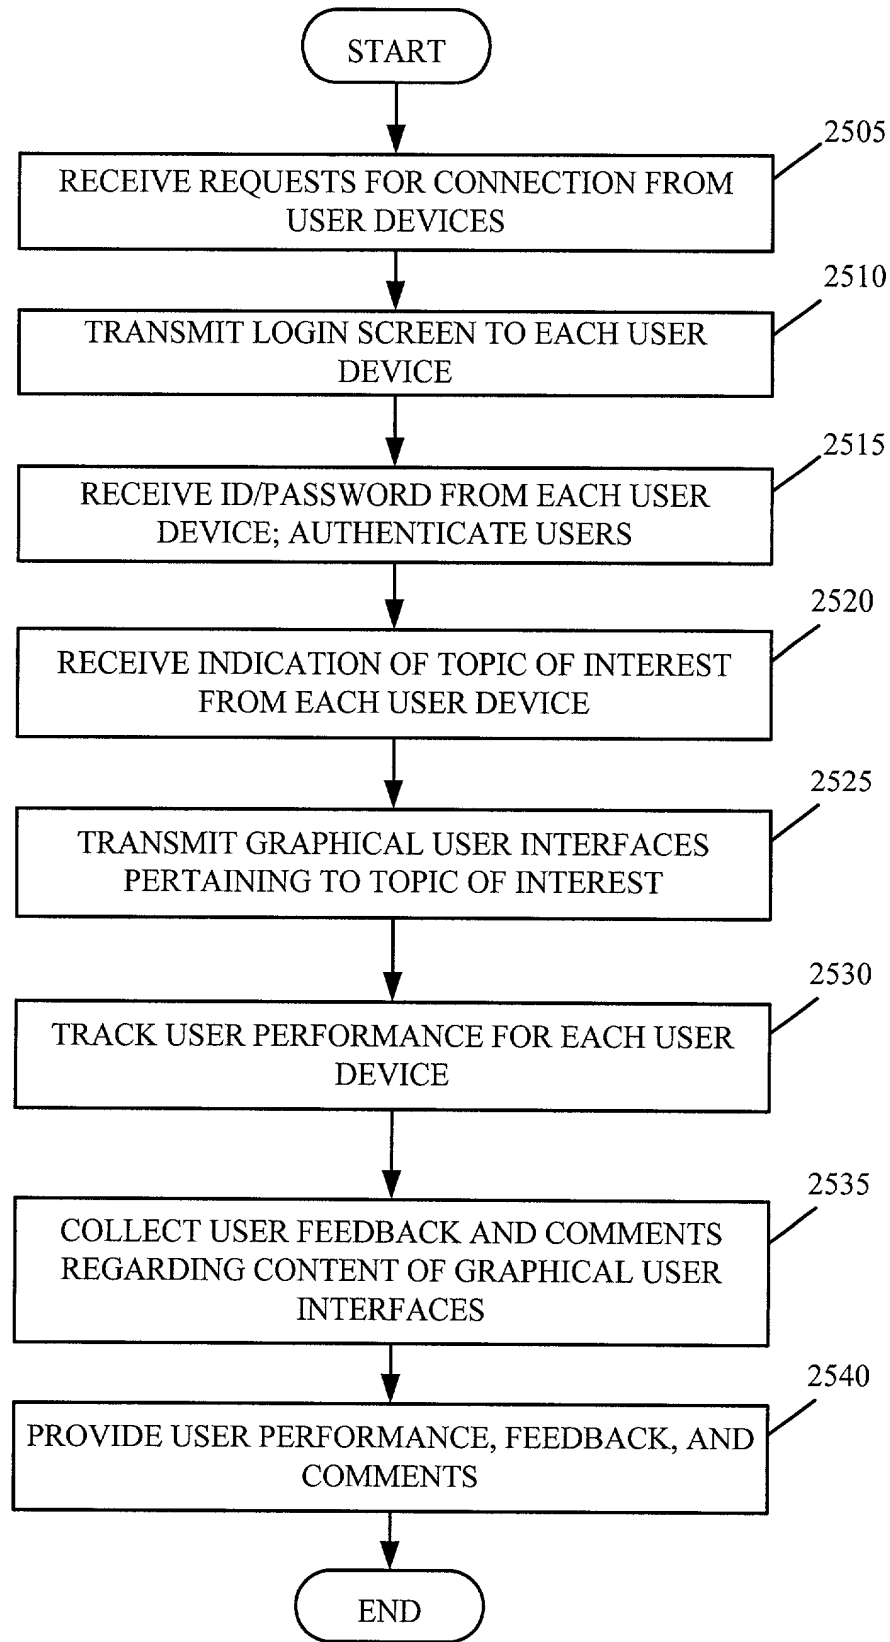 START
2505
RECEIVE REQUESTS FOR CONNECTION FROM
USER DEVICES
2510
TRANSMIT LOGIN SCREEN TO EACH USER
DEVICE
2515
RECEIVE ID/PASSWORD FROM EACH USER
DEVICE; AUTHENTICATE USERS
2520
RECEIVE INDICATION OF TOPIC OF INTEREST
FROM EACH USER DEVICE
2525
TRANSMIT GRAPHICAL USER INTERFACES
PERTAINING TO TOPIC OF INTEREST
2530
TRACK USER PERFORMANCE FOR EACH USER
DEVICE
2535
COLLECT USER FEEDBACK AND COMMENTS
REGARDING CONTENT OF GRAPHICAL USER
INTERFACES
2540
PROVIDE USER PERFORMANCE, FEEDBACK, AND
COMMENTS
END